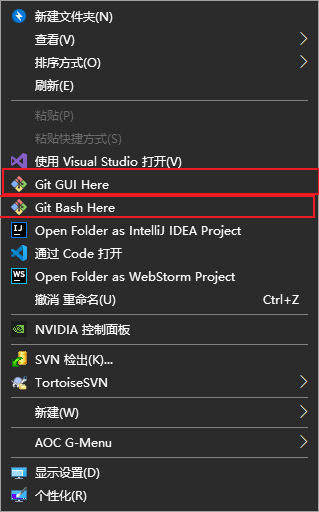 新建文件夹(N)
查看(V)
排序方式(O)
刷新(E)
粘贴(P)
粘贴快捷方式(S)
使用 Visual Studio 打开(V)
Git GUI Here
Git Bash Here
Open Folder as IntelliJ IDEA Project
通过 Code 打开
Open Folder as WebStorm Project
撤消 重命名(U) Ctrl+Z
NVIDIA 控制面板
SVN 检出(K)...
TortoiseSVN
新建(W)
AOC G-Menu
显示设置(D)
个性化(R)